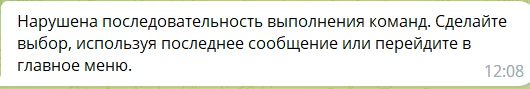 Нарушена последовательность выполнения команд. Сделайте
выбор, используя последнее сообщение или перейдите в
главное меню.
12:08